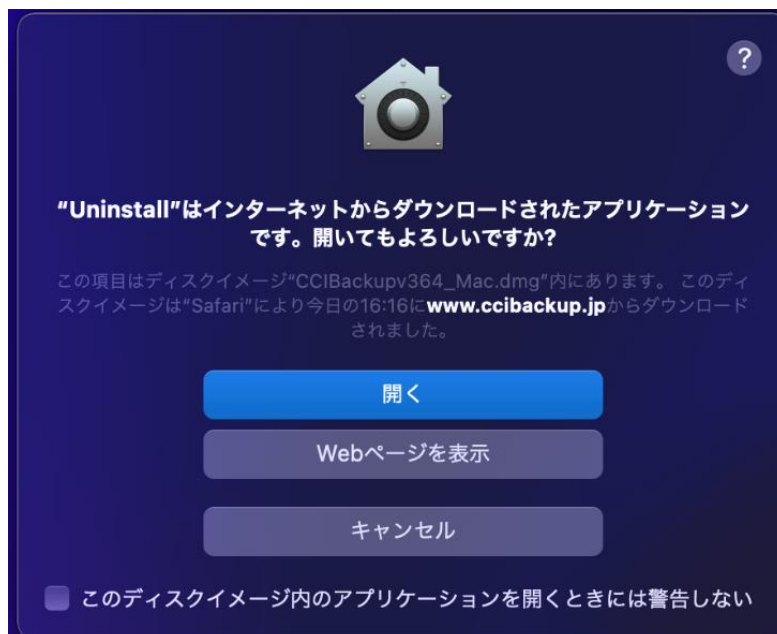 ?
“Uninstall”はインターネットからダウンロードされたアプリケーション
です。開いてもよろしいですか?
この項目はディスクイメージ“CCIBackupv364_Mac.dmg”内にあります。 このディ
スクイメージは“Safari”により今日の16:16にwww.ccibackup.jpからダウンロード
されました。
開く
Webページを表示
キャンセル
このディスクイメージ内のアプリケーションを開くときには警告しない